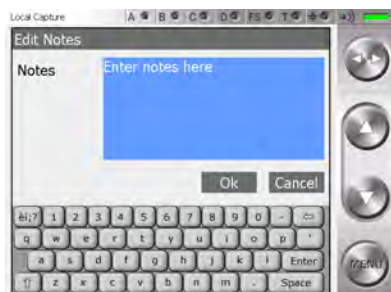 Local Capture A B C D FS T
Edit Notes
Notes Enter notes here
Ok Cancel
èi;? 1 2 3 4 5 6 7 8 9 0 -
q w e r t y u i o p '
a s d f g h j k l Enter
z x c v b n m . Space
MENU